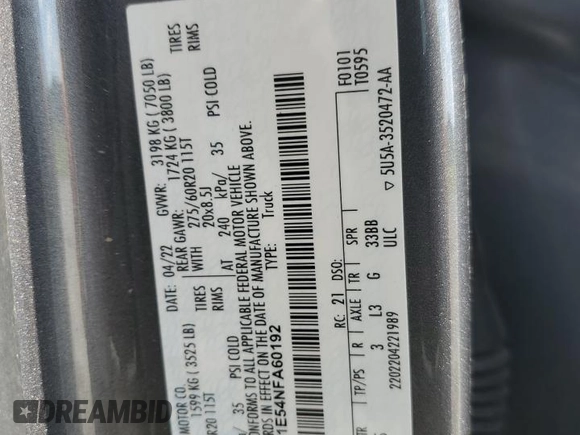 MOTOR CO.
DATE: 04/22 GVWR: 3198 KG ( 7050 LB)
1599 KG ( 3525 LB) REAR GAWR: 1724 KG ( 3800 LB)
R20 115T TIRES WITH 275/60R20 115T TIRES
RIMS 20x8.5J RIMS
35 PSI COLD AT 240 kPa/ 35 PSI COLD
ONFORMS TO ALL APPLICABLE FEDERAL MOTOR VEHICLE
IN EFFECT ON THE DATE OF MANUFACTURE SHOWN ABOVE.
1E54NFA60192 TYPE: Truck
F0101
T0595
RC: 21 DSO:
TP/PS R AXLE TR SPR
3 L3 G 33BB
2202204221989 ULC
▽ 5U5A-3520472-AA
DREAMBID